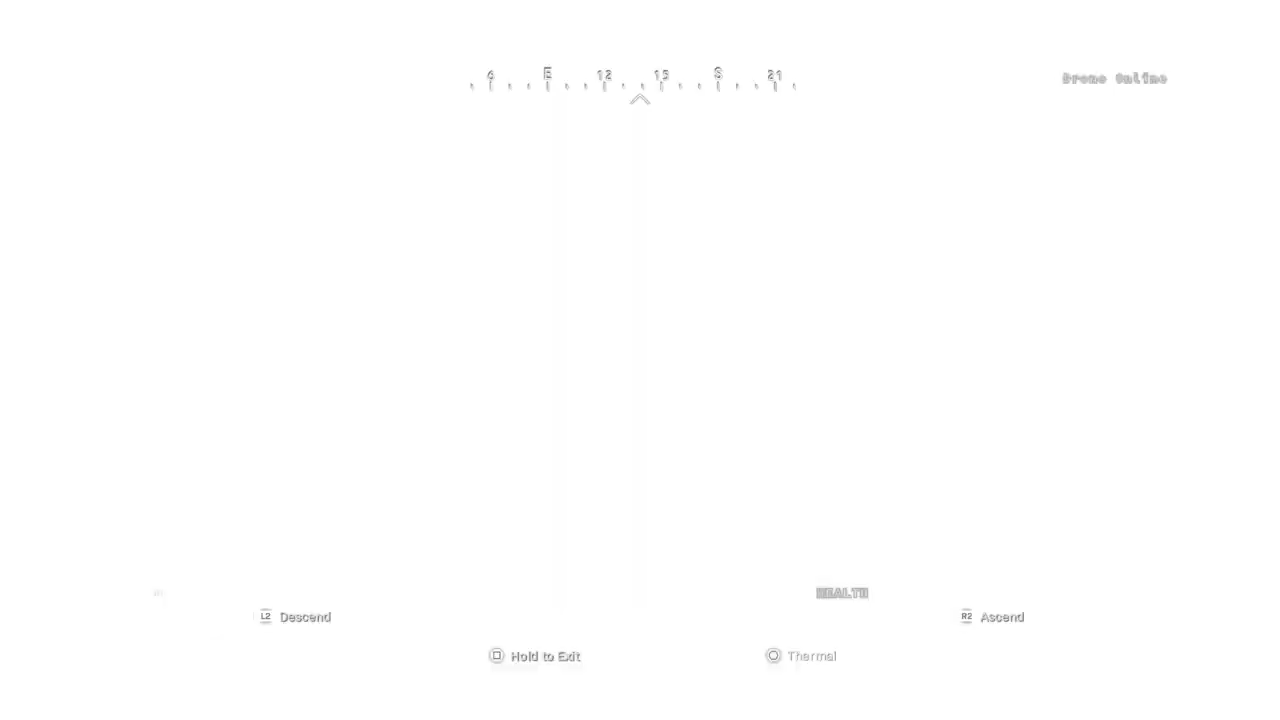 6 E 12 15 S 21
Drone Online
HEALTH
L2 Descend
R2 Ascend
Hold to Exit
Thermal